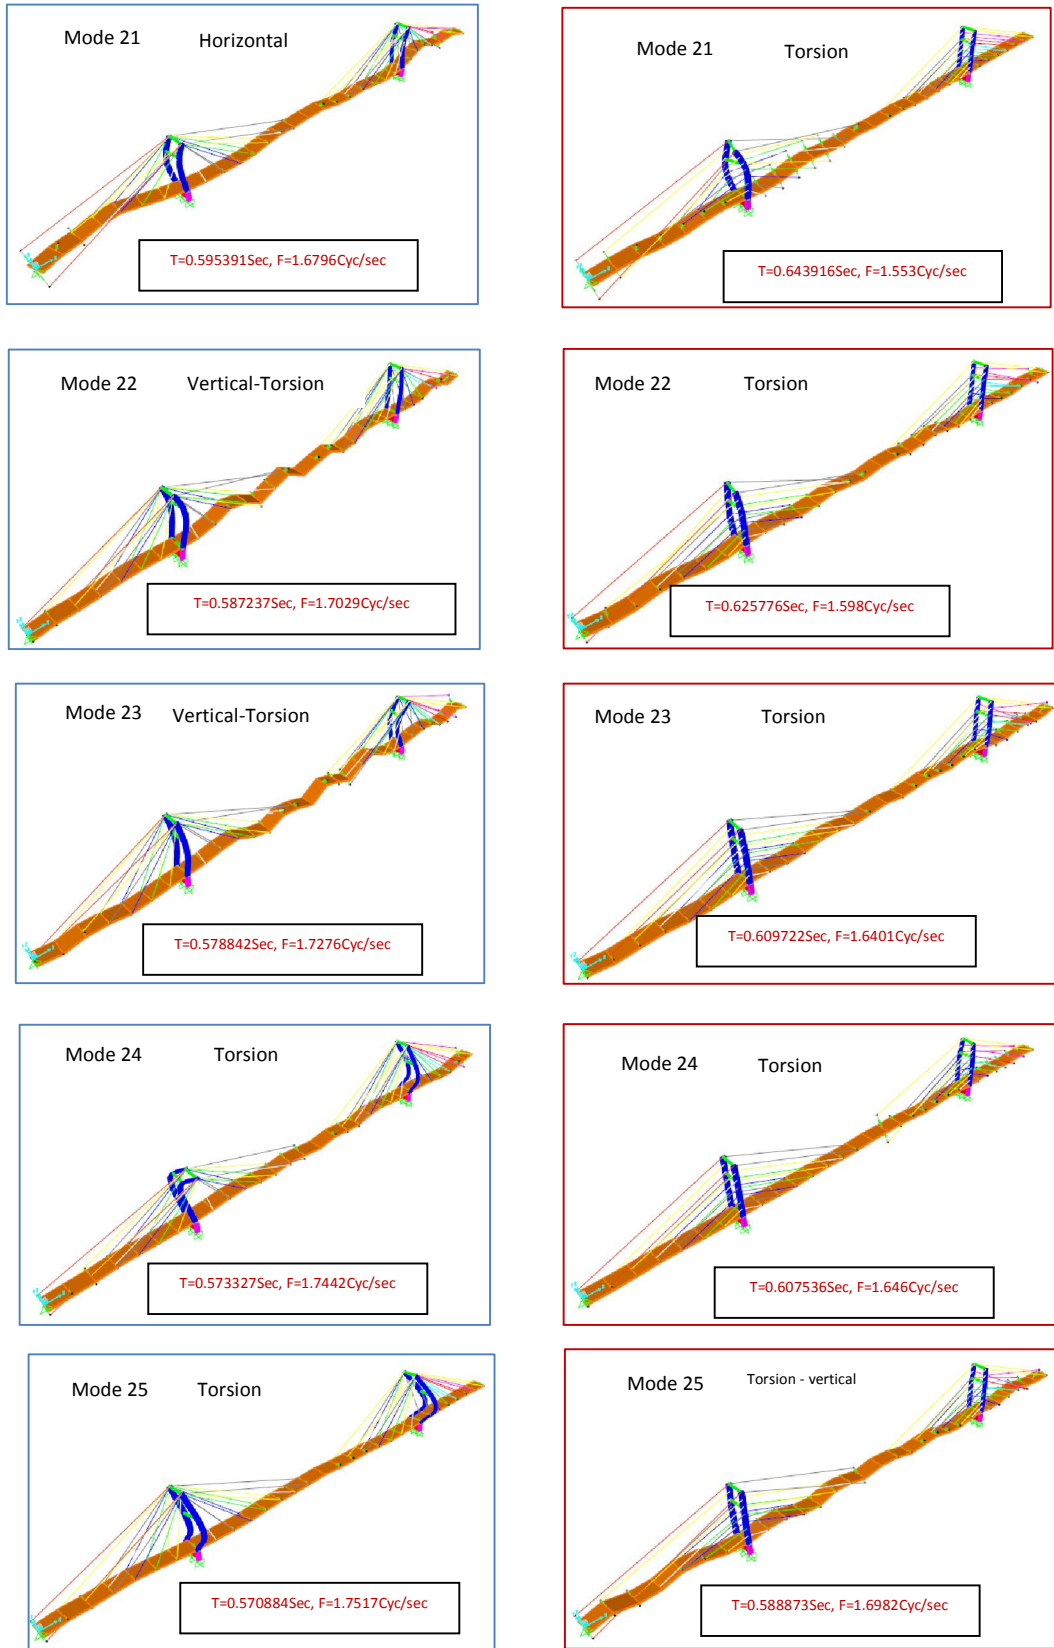 Mode 21 Horizontal
T=0.595391Sec, F=1.6796Cyc/sec
Mode 21 Torsion
T=0.643916Sec, F=1.553Cyc/sec
Mode 22 Vertical-Torsion
T=0.587237Sec, F=1.7029Cyc/sec
Mode 22 Torsion
T=0.625776Sec, F=1.598Cyc/sec
Mode 23 Vertical-Torsion
T=0.578842Sec, F=1.7276Cyc/sec
Mode 23 Torsion
T=0.609722Sec, F=1.6401Cyc/sec
Mode 24 Torsion
T=0.573327Sec, F=1.7442Cyc/sec
Mode 24 Torsion
T=0.607536Sec, F=1.646Cyc/sec
Mode 25 Torsion
T=0.570884Sec, F=1.7517Cyc/sec
Mode 25 Torsion - vertical
T=0.588873Sec, F=1.6982Cyc/sec